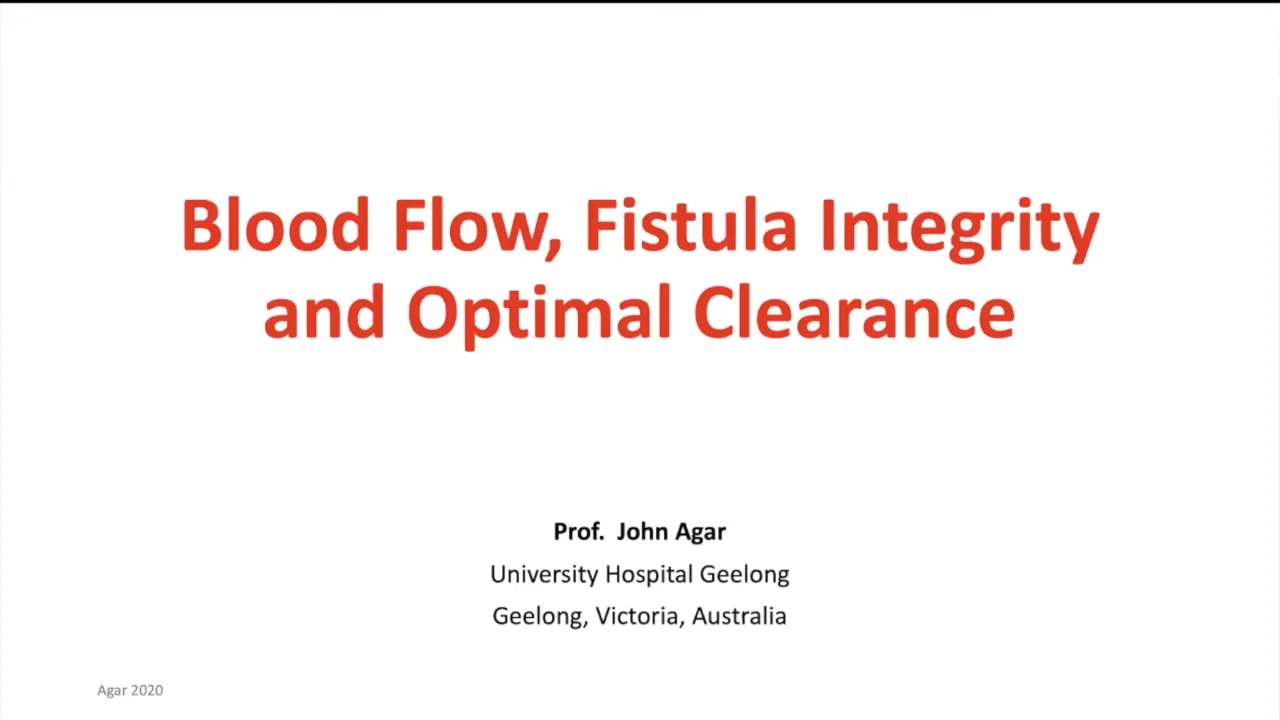 Blood Flow, Fistula Integrity
and Optimal Clearance
Prof. John Agar
University Hospital Geelong
Geelong, Victoria, Australia
Agar 2020